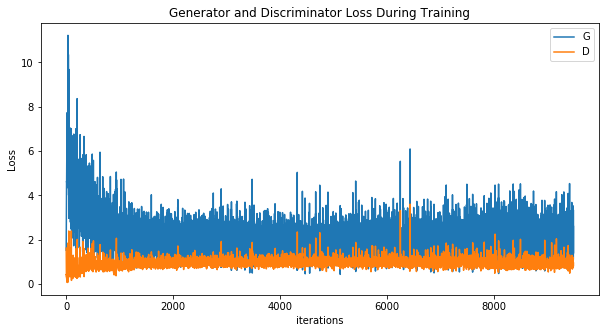 Generator and Discriminator Loss During Training
G
D
10
8
6
4
2
0
Loss
0 2000 4000 6000 8000
iterations